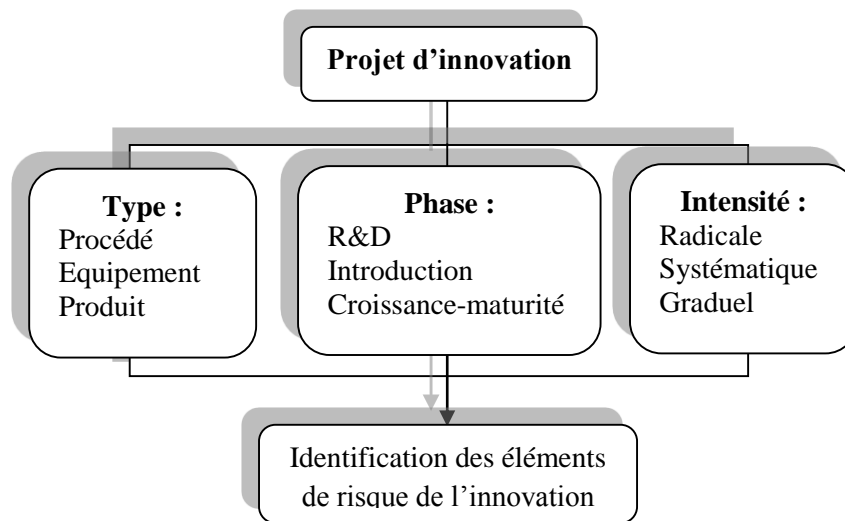 Projet d’innovation
Type :
Procédé
Equipement
Produit
Phase :
R&D
Introduction
Croissance-maturité
Intensité :
Radicale
Systématique
Graduel
Identification des éléments
de risque de l’innovation